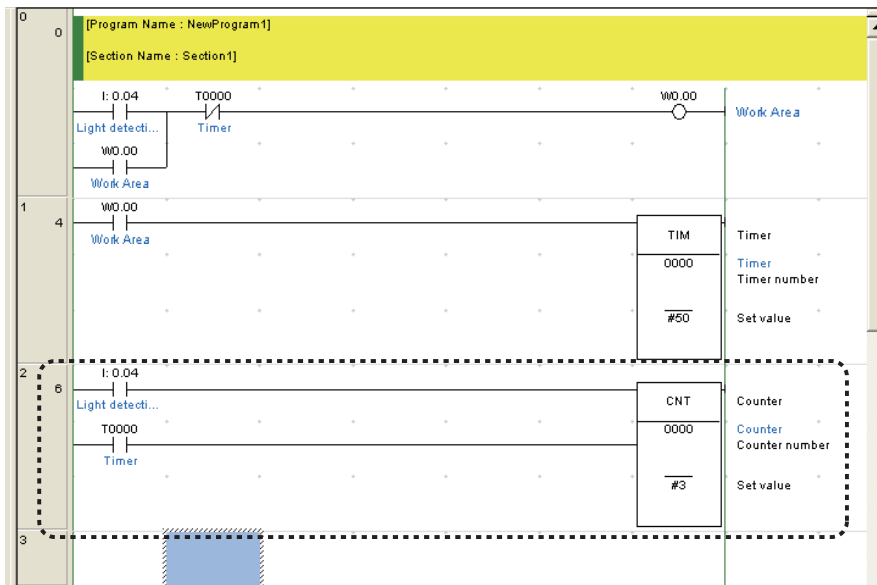 0
0
[Program Name : NewProgram1]
[Section Name : Section1]
I: 0.04 T0000 W0.00
Light detecti... Timer Work Area
W0.00
Work Area
1
4
W0.00
Work Area
TIM Timer
0000 Timer
Timer number
#50 Set value
2
6
I: 0.04
Light detecti...
CNT Counter
T0000 0000 Counter
Timer Counter number
#3 Set value
3